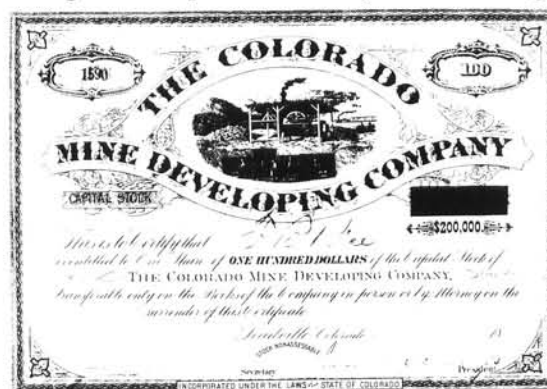 1590
100
THE COLORADO
MINE DEVELOPING COMPANY
CAPITAL STOCK
$200,000.
This is to Certify that
is entitled to One Share of ONE HUNDRED DOLLARS of the Capital Stock of
THE COLORADO MINE DEVELOPING COMPANY,
Transferable only on the Books of the Company in person or by Attorney on the
surrender of this Certificate
Leadville Colorado 18
STOCK NONASSESSABLE
Secretary
President
INCORPORATED UNDER THE LAWS OF STATE OF COLORADO